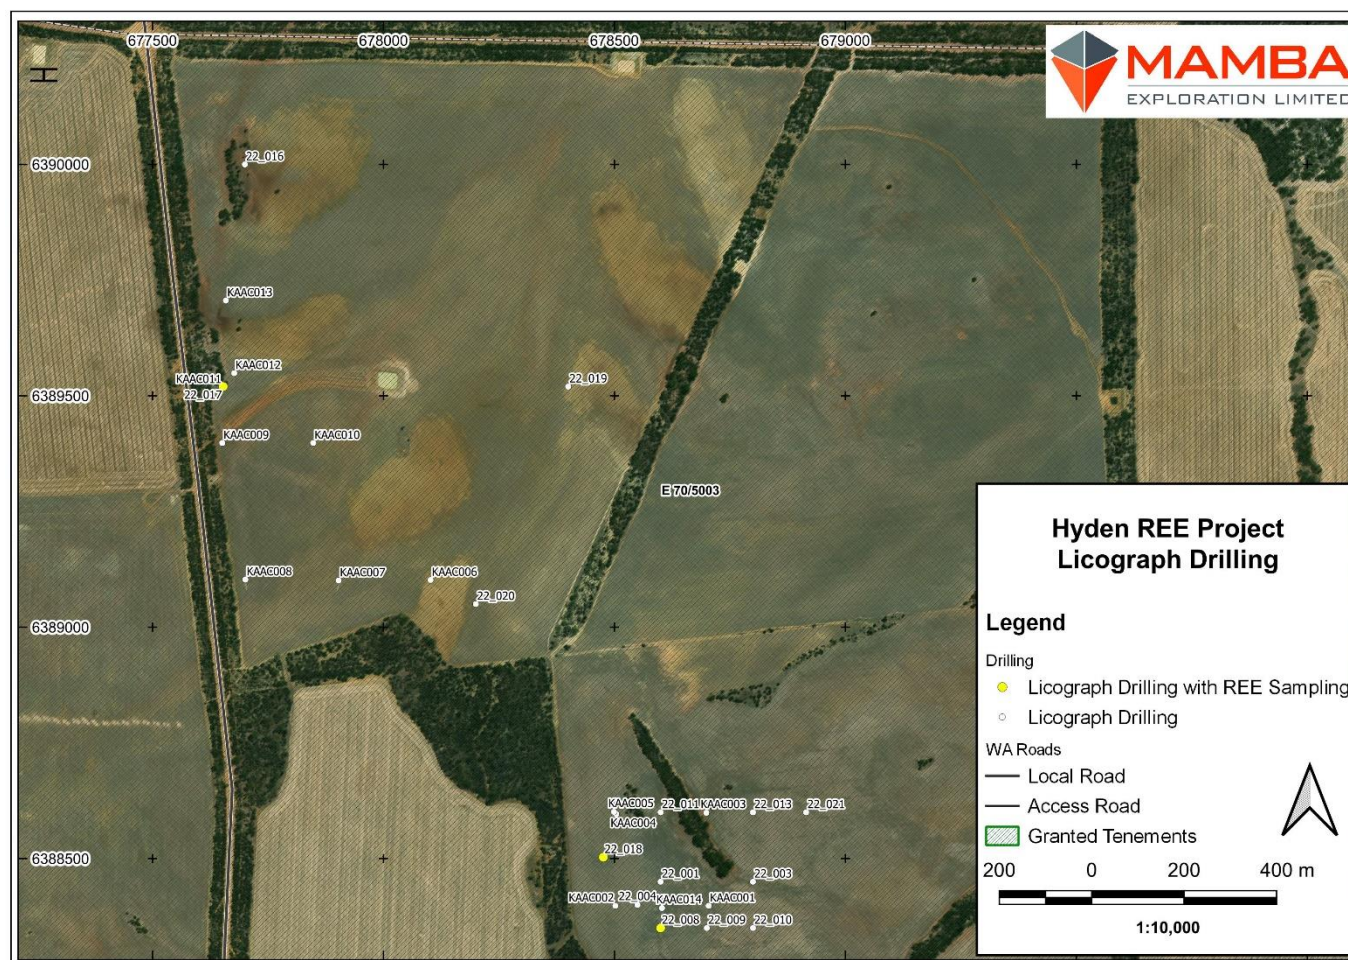 677500
678000
678500
679000
MAMBA
EXPLORATION LIMITED
H
6390000
22_016
KAAC013
KAAC012
KAAC011
22_017
22_019
6389500
KAAC009
KAAC010
E 70/5003
KAAC008
KAAC007
KAAC006
22_020
6389000
KAAC005
22_011
KAAC003
22_013
22_021
KAAC004
6388500
22_018
22_001
22_003
KAAC002
22_004
KAAC014
KAAC001
22_008
22_009
22_010
Hyden REE Project
Licograph Drilling
Legend
Drilling
Licograph Drilling with REE Sampling
Licograph Drilling
WA Roads
Local Road
Access Road
Granted Tenements
200 0 200 400 m
1:10,000